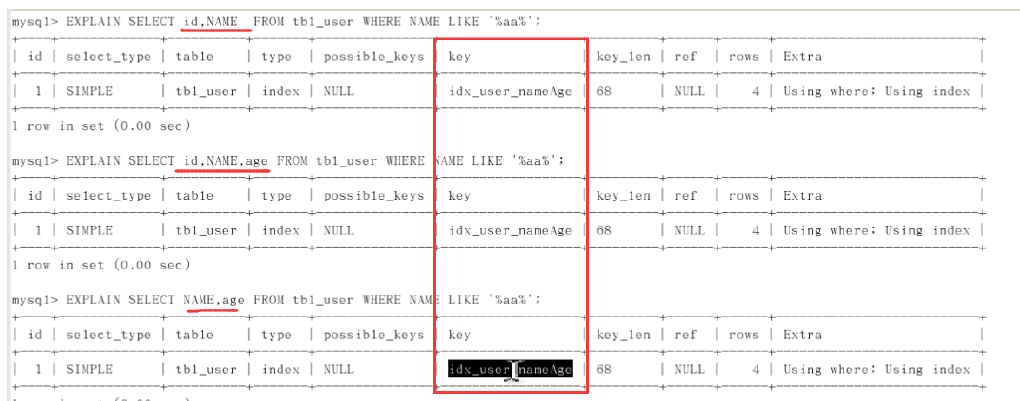 mysql> EXPLAIN SELECT id,NAME FROM tbl_user WHERE NAME LIKE '%aa%';
| id | select_type | table | type | possible_keys | key | key_len | ref | rows | Extra |
| 1 | SIMPLE | tbl_user | index | NULL | idx_user_nameAge | 68 | NULL | 4 | Using where; Using index |
1 row in set (0.00 sec)
mysql> EXPLAIN SELECT id,NAME,age FROM tbl_user WHERE NAME LIKE '%aa%';
| id | select_type | table | type | possible_keys | key | key_len | ref | rows | Extra |
| 1 | SIMPLE | tbl_user | index | NULL | idx_user_nameAge | 68 | NULL | 4 | Using where; Using index |
1 row in set (0.00 sec)
mysql> EXPLAIN SELECT NAME,age FROM tbl_user WHERE NAME LIKE '%aa%';
| id | select_type | table | type | possible_keys | key | key_len | ref | rows | Extra |
| 1 | SIMPLE | tbl_user | index | NULL | idx_user_nameAge | 68 | NULL | 4 | Using where; Using index |